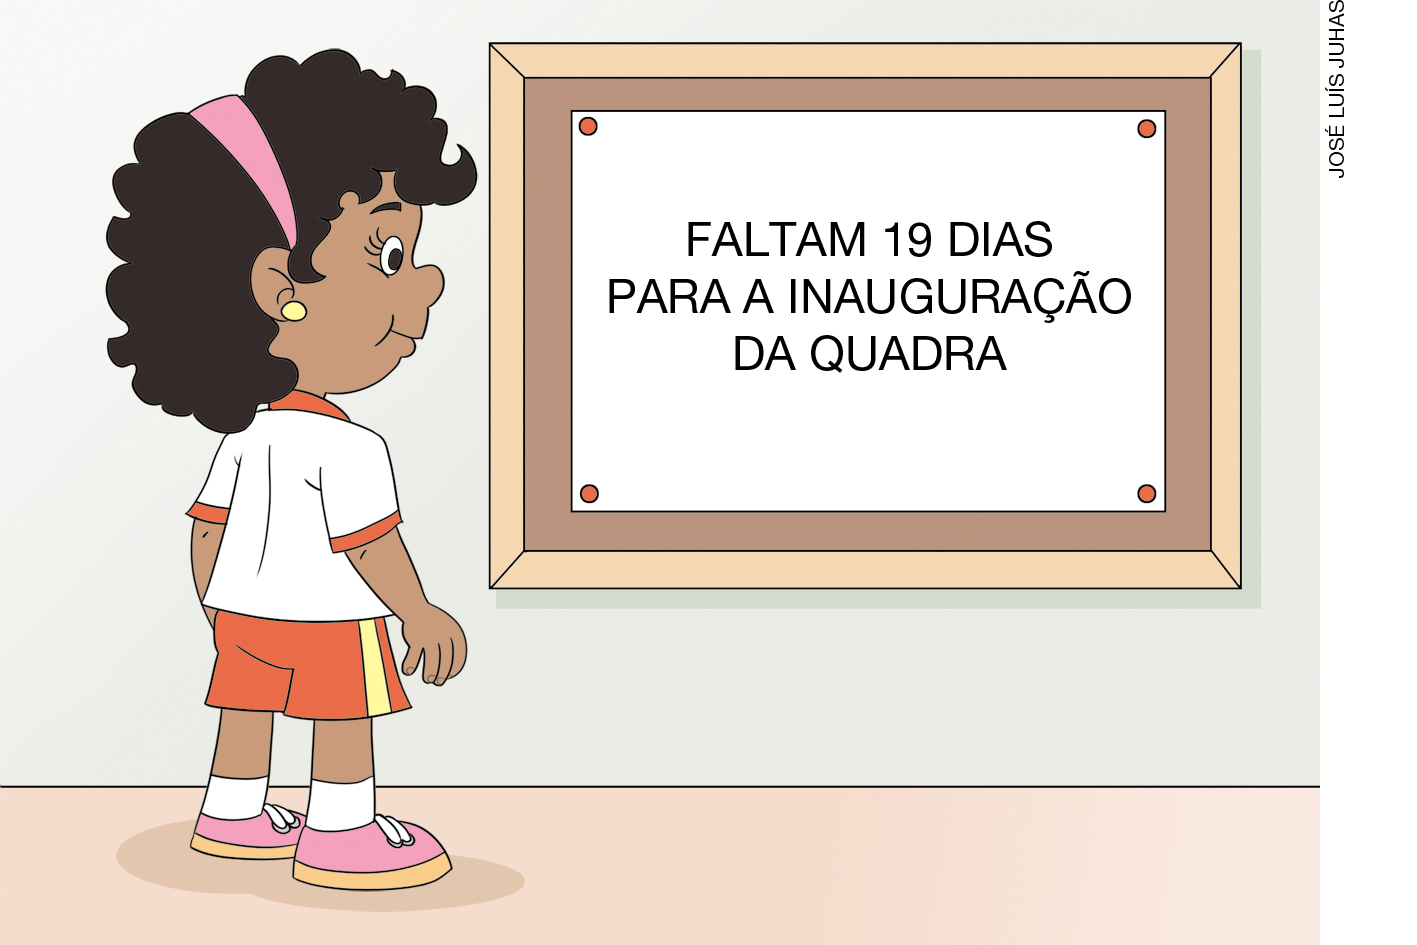 FALTAM 19 DIAS
PARA A INAUGURAÇÃO
DA QUADRA
JOSÉ LUÍS JUHAS